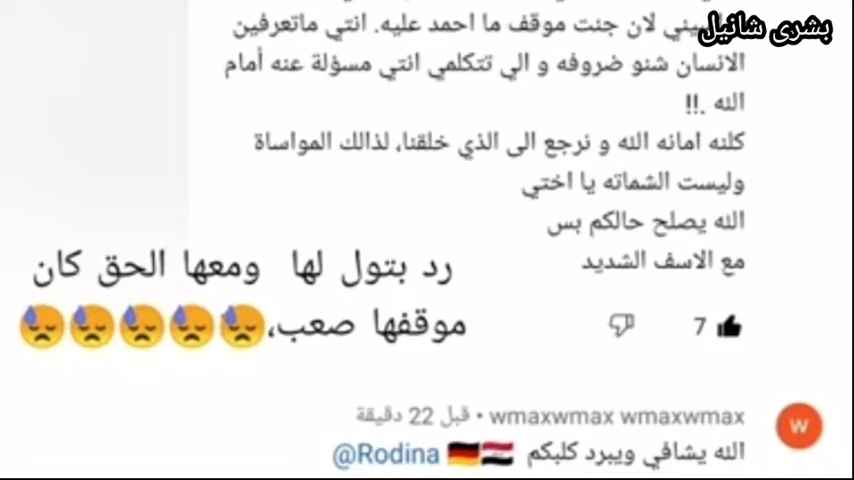 بشرى شانيل
لان جنت موقف ما احمد عليه. انتي ماتعرفين
الانسان شنو ضروفه و الي تتكلمي انتي مسؤلة عنه أمام
الله .!!
كلنه امانه الله و نرجع الى الذي خلقنا، لذالك المواساة
وليست الشماته يا اختي
الله يصلح حالكم بس
مع الاسف الشديد
رد بتول لها ومعها الحق كان
موقفها صعب،😓😓😓😓😓
7
wmaxwmax wmaxwmax • قبل 22 دقيقة
W
الله يشافي ويبرد كلبكم 🇮🇶🇩🇪 @Rodina